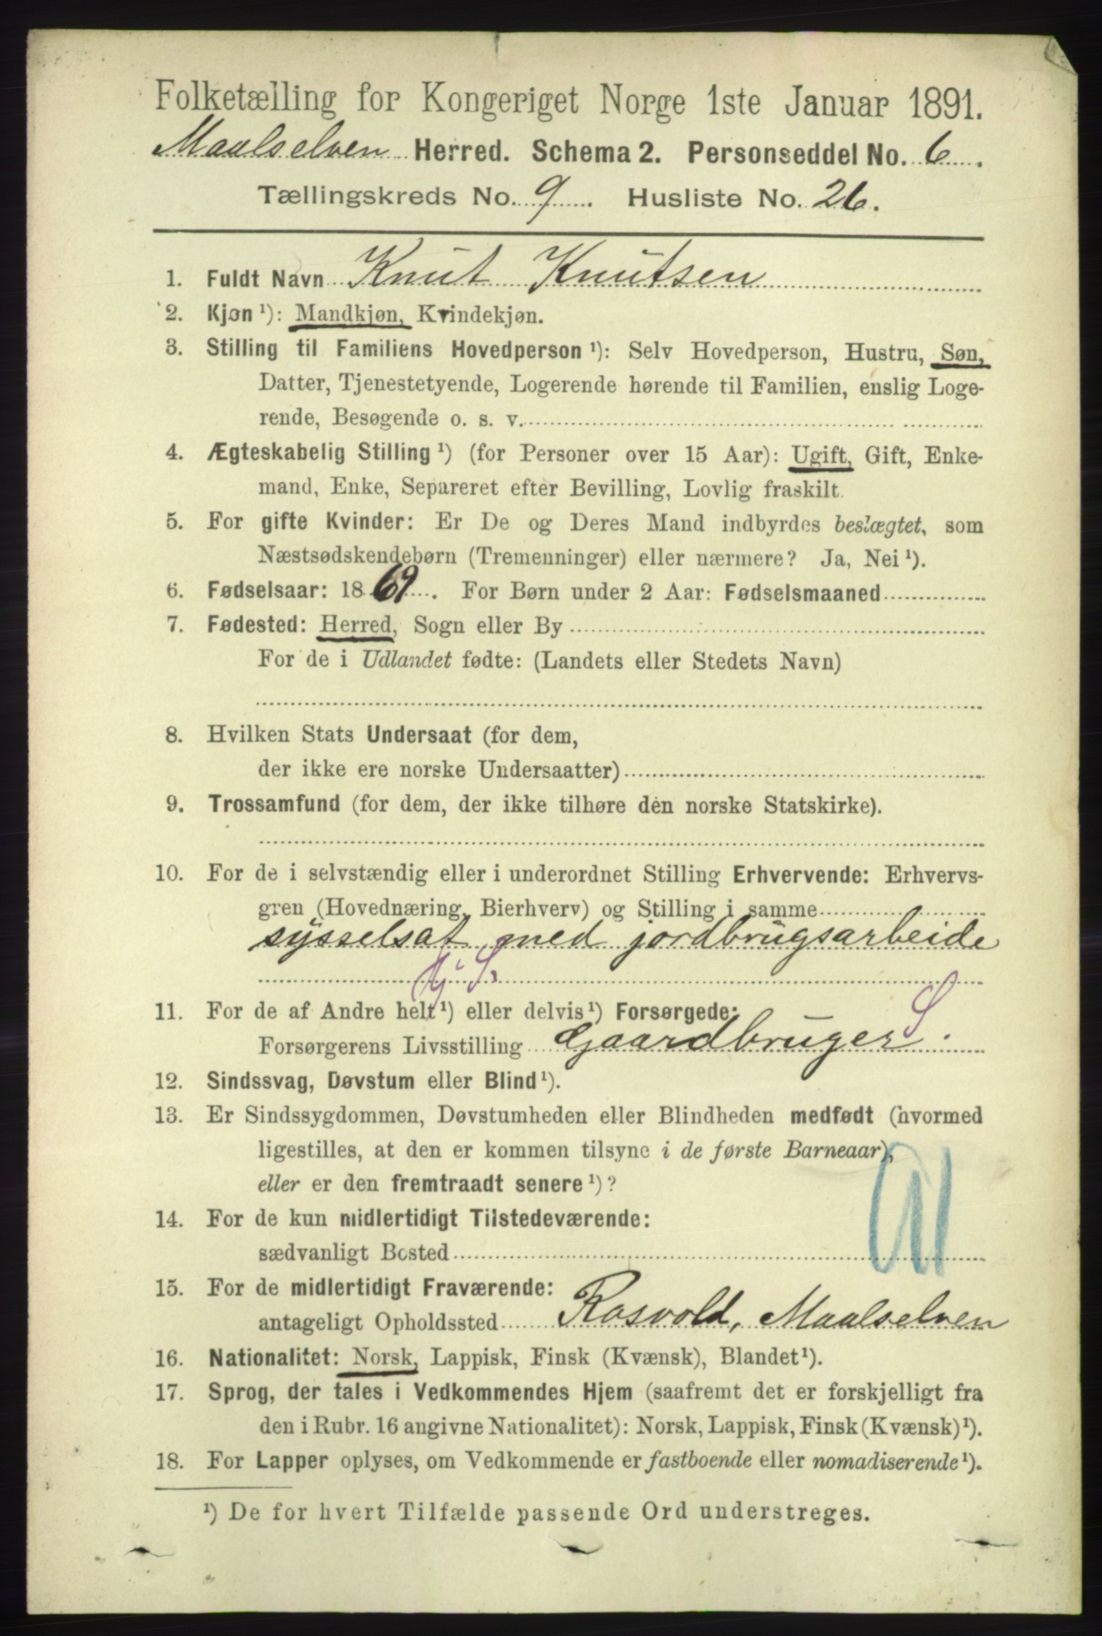 Folketælling for Kongeriget Norge 1ste Januar 1891.
Maalselven Herred. Schema 2. Personseddel No. 6.
Tællingskreds No. 9. Husliste No. 26.
1. Fuldt Navn Knut Knutsen
2. Kjøn ¹): Mandkjøn, Kvindekjøn.
3. Stilling til Familiens Hovedperson ¹): Selv Hovedperson, Hustru, Søn,
Datter, Tjenestetyende, Logerende hørende til Familien, enslig Loge-
rende, Besøgende o. s. v.
4. Ægteskabelig Stilling ¹) (for Personer over 15 Aar): Ugift, Gift, Enke-
mand, Enke, Separeret efter Bevilling, Lovlig fraskilt.
5. For gifte Kvinder: Er De og Deres Mand indbyrdes beslægtet, som
Næstsødskendebørn (Tremenninger) eller nærmere? Ja, Nei ¹).
6. Fødselsaar: 1869. For Børn under 2 Aar: Fødselsmaaned
7. Fødested: Herred, Sogn eller By
For de i Udlandet fødte: (Landets eller Stedets Navn)
8. Hvilken Stats Undersaat (for dem,
der ikke ere norske Undersaatter)
9. Trossamfund (for dem, der ikke tilhøre den norske Statskirke).
10. For de i selvstændig eller i underordnet Stilling Erhvervende: Erhvervs-
gren (Hovednæring, Bierhverv) og Stilling i samme
sysselsat med jordbrugsarbeide
11. For de af Andre helt ¹) eller delvis ¹) Forsørgede:
Forsørgerens Livsstilling Gaardbruger S.
12. Sindssvag, Døvstum eller Blind ¹).
13. Er Sindssygdommen, Døvstumheden eller Blindheden medfødt (hvormed
ligestilles, at den er kommen tilsyne i de første Barneaar),
eller er den fremtraadt senere ¹)?
14. For de kun midlertidigt Tilstedeværende:
sædvanligt Bosted
15. For de midlertidigt Fraværende:
antageligt Opholdssted Rosvold, Maalselven
16. Nationalitet: Norsk, Lappisk, Finsk (Kvænsk), Blandet ¹).
17. Sprog, der tales i Vedkommendes Hjem (saafremt det er forskjelligt fra
den i Rubr. 16 angivne Nationalitet): Norsk, Lappisk, Finsk (Kvænsk) ¹).
18. For Lapper oplyses, om Vedkommende er fastboende eller nomadiserende ¹).
¹) De for hvert Tilfælde passende Ord understreges.